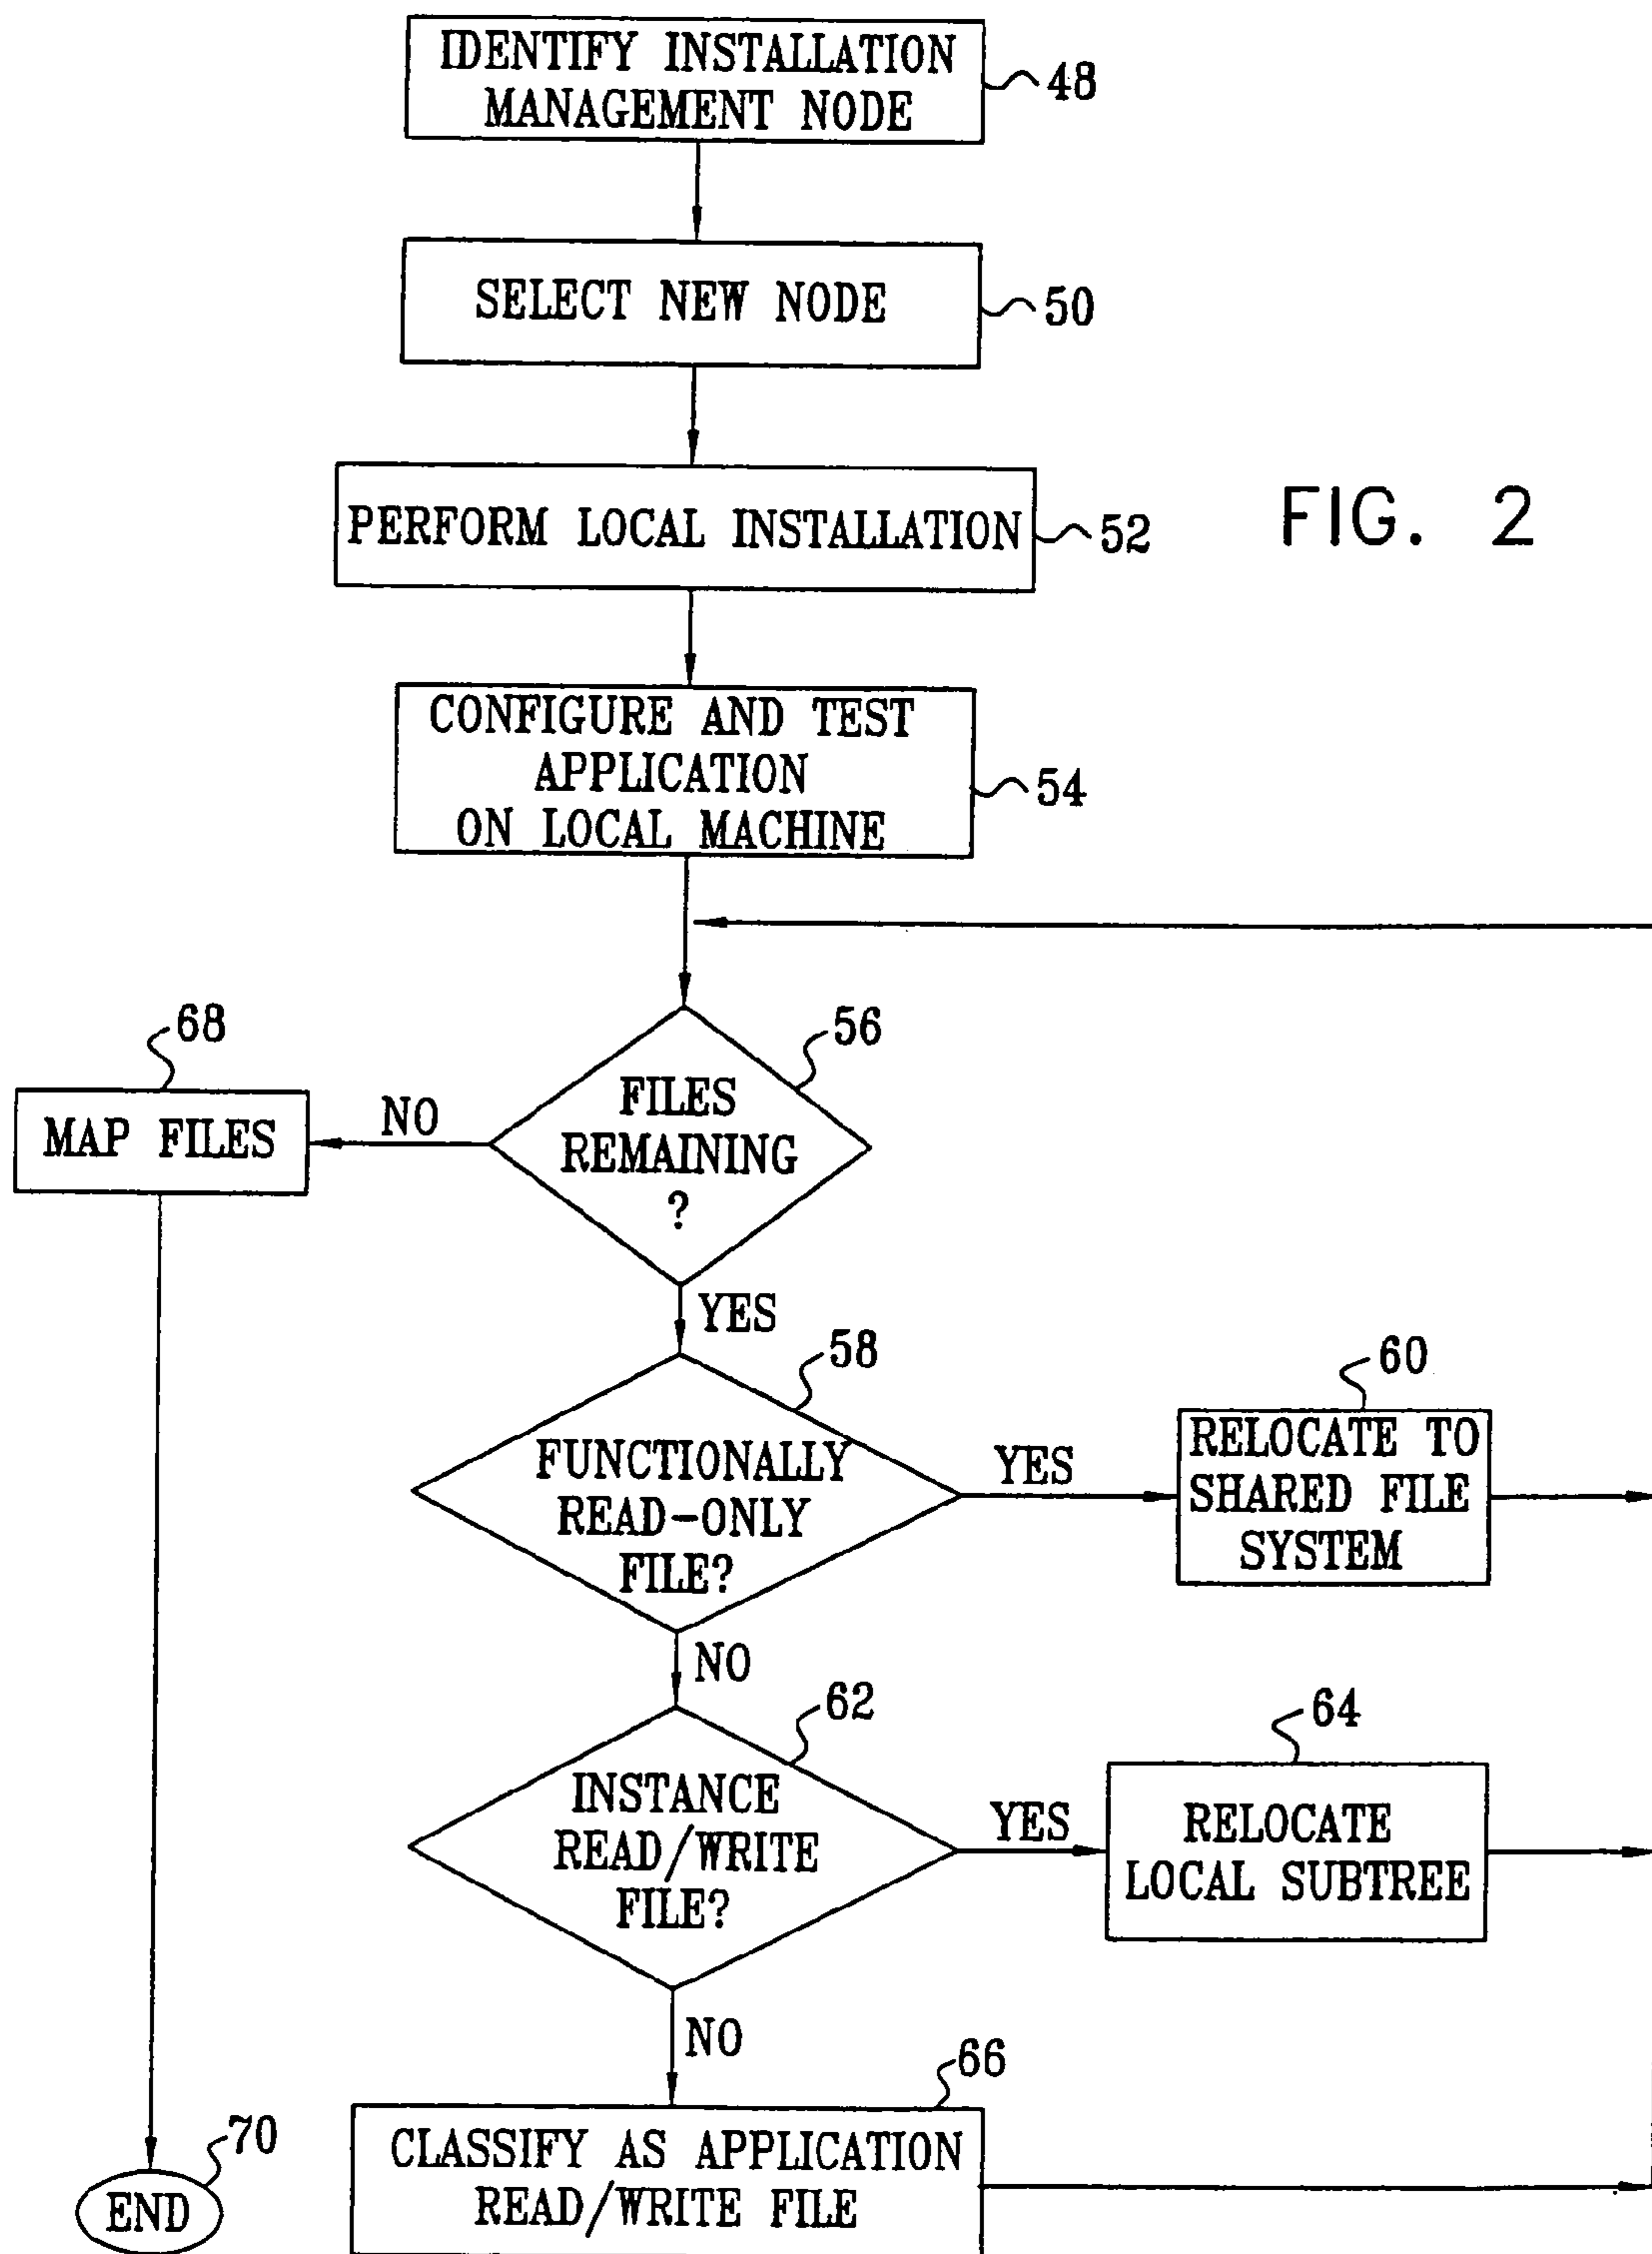 IDENTIFY INSTALLATION
MANAGEMENT NODE
48
SELECT NEW NODE
50
PERFORM LOCAL INSTALLATION
52
FIG. 2
CONFIGURE AND TEST
APPLICATION
ON LOCAL MACHINE
54
68
MAP FILES
NO
56
FILES
REMAINING
?
YES
58
FUNCTIONALLY
READ-ONLY
FILE?
YES
60
RELOCATE TO
SHARED FILE
SYSTEM
NO
62
INSTANCE
READ/WRITE
FILE?
YES
64
RELOCATE
LOCAL SUBTREE
NO
66
CLASSIFY AS APPLICATION
READ/WRITE FILE
70
END